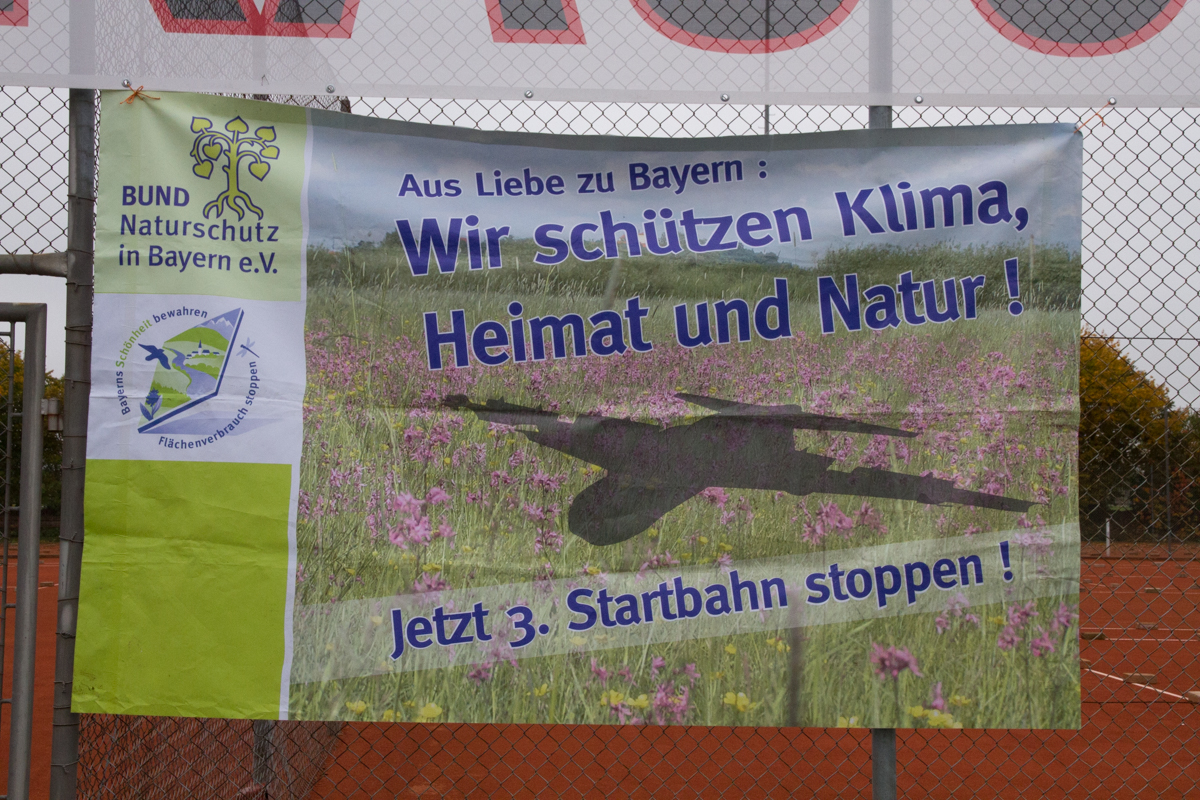 BUND
Naturschutz
in Bayern e.V.
Bayerns Schönheit bewahren
Flächenverbrauch stoppen
Aus Liebe zu Bayern :
Wir schützen Klima,
Heimat und Natur !
Jetzt 3. Startbahn stoppen !